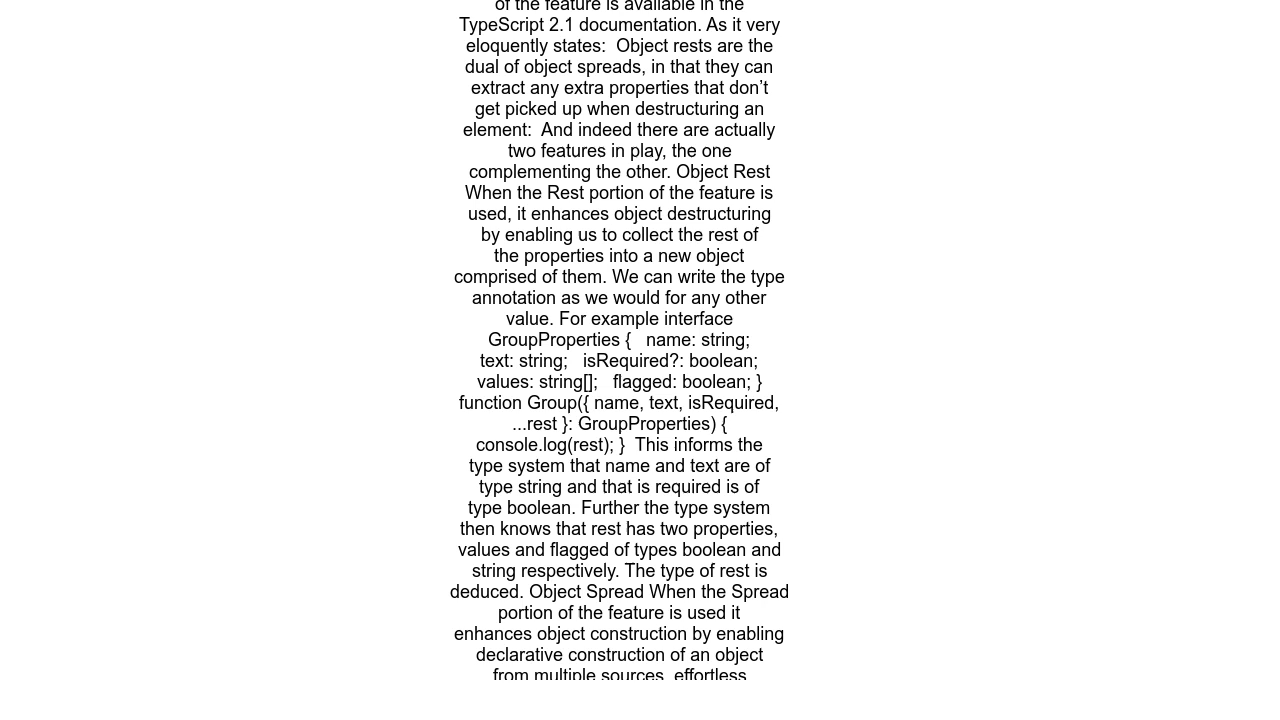 of the feature is available in the
TypeScript 2.1 documentation. As it very
eloquently states:  Object rests are the
dual of object spreads, in that they can
extract any extra properties that don’t
get picked up when destructuring an
element:  And indeed there are actually
two features in play, the one
complementing the other. Object Rest
When the Rest portion of the feature is
used, it enhances object destructuring
by enabling us to collect the rest of
the properties into a new object
comprised of them. We can write the type
annotation as we would for any other
value. For example interface
GroupProperties {   name: string;
text: string;   isRequired?: boolean;
values: string[];   flagged: boolean; }
function Group({ name, text, isRequired,
...rest }: GroupProperties) {
console.log(rest); }  This informs the
type system that name and text are of
type string and that is required is of
type boolean. Further the type system
then knows that rest has two properties,
values and flagged of types boolean and
string respectively. The type of rest is
deduced. Object Spread When the Spread
portion of the feature is used it
enhances object construction by enabling
declarative construction of an object
from multiple sources, effortless